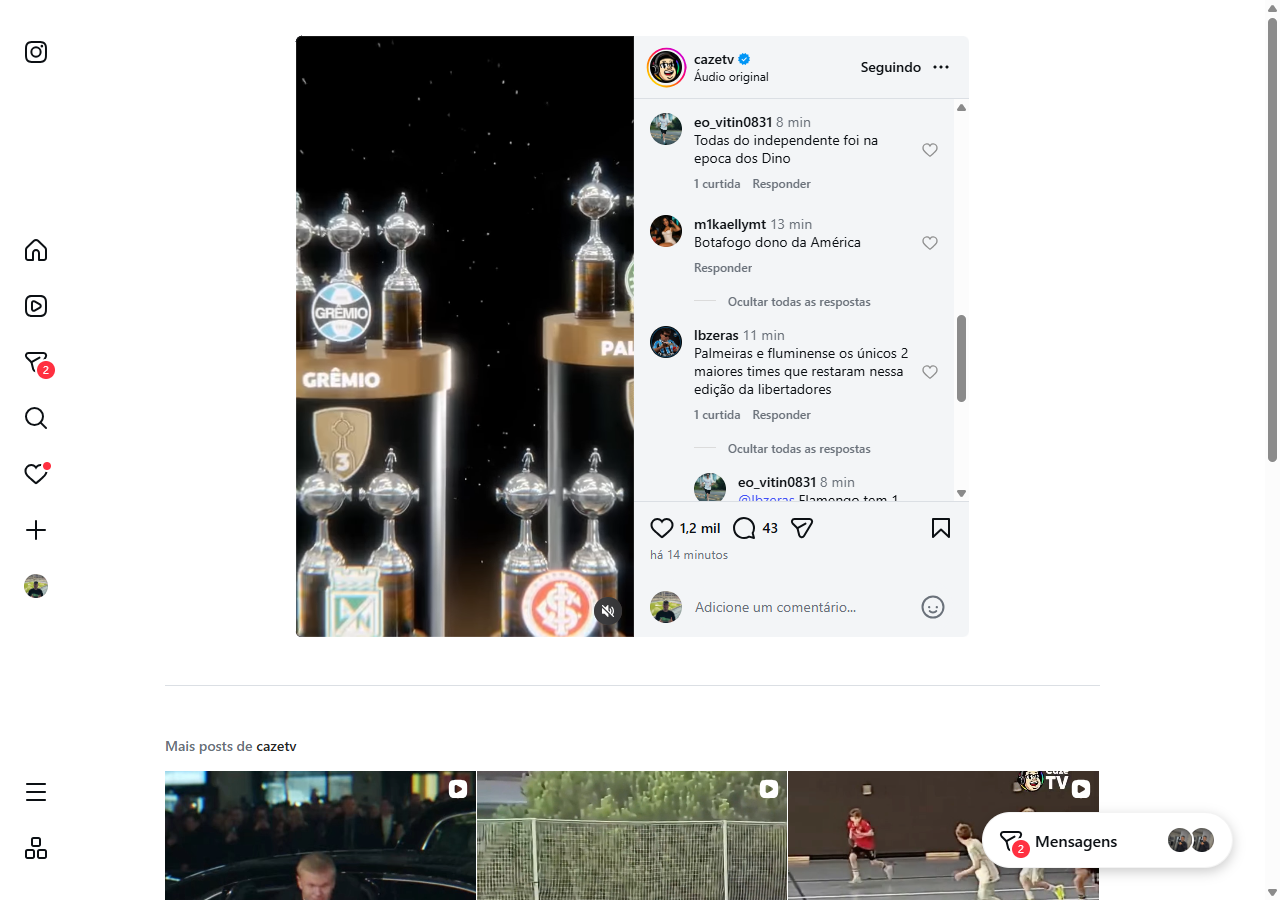 GRÊMIO
GRÊMIO
3
PAL
cazetv
Áudio original
Seguindo
eo_vitin0831 8 min
Todas do independente foi na
epoca dos Dino
1 curtida Responder
m1kaellymt 13 min
Botafogo dono da América
Responder
Ocultar todas as respostas
lbzeras 11 min
Palmeiras e fluminense os únicos 2
maiores times que restaram nessa
edição da libertadores
1 curtida Responder
Ocultar todas as respostas
eo_vitin0831 8 min
@lbzeras Flamengo tem 1
1,2 mil 43
há 14 minutos
Adicione um comentário...
2
Mais posts de cazetv
TV
2
Mensagens